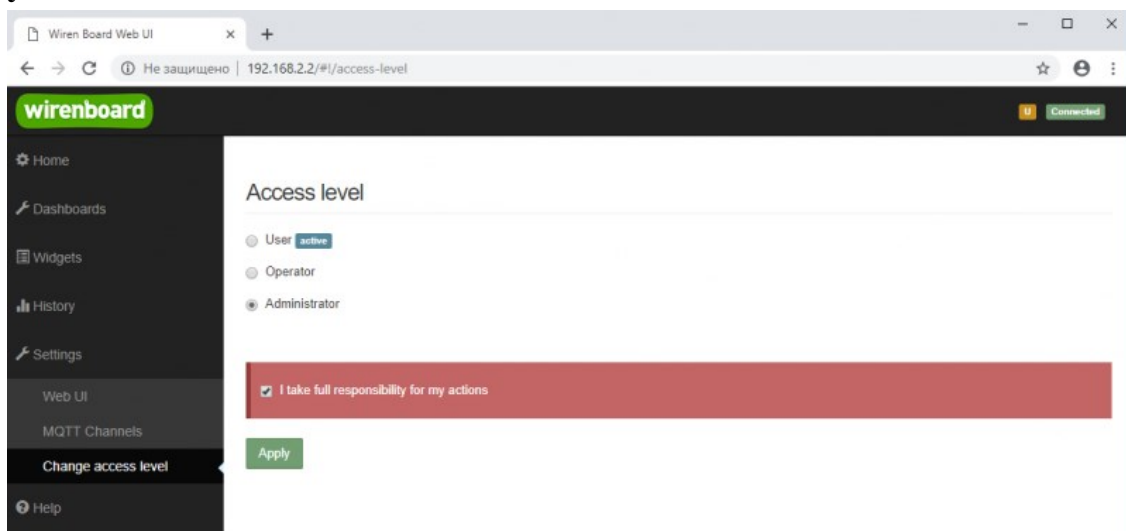 Wiren Board Web UI
Не защищено | 192.168.2.2/#!/access-level
wirenboard
U Connected
Home
Dashboards
Widgets
History
Settings
Web UI
MQTT Channels
Change access level
Help
Access level
User active
Operator
Administrator
I take full responsibility for my actions
Apply